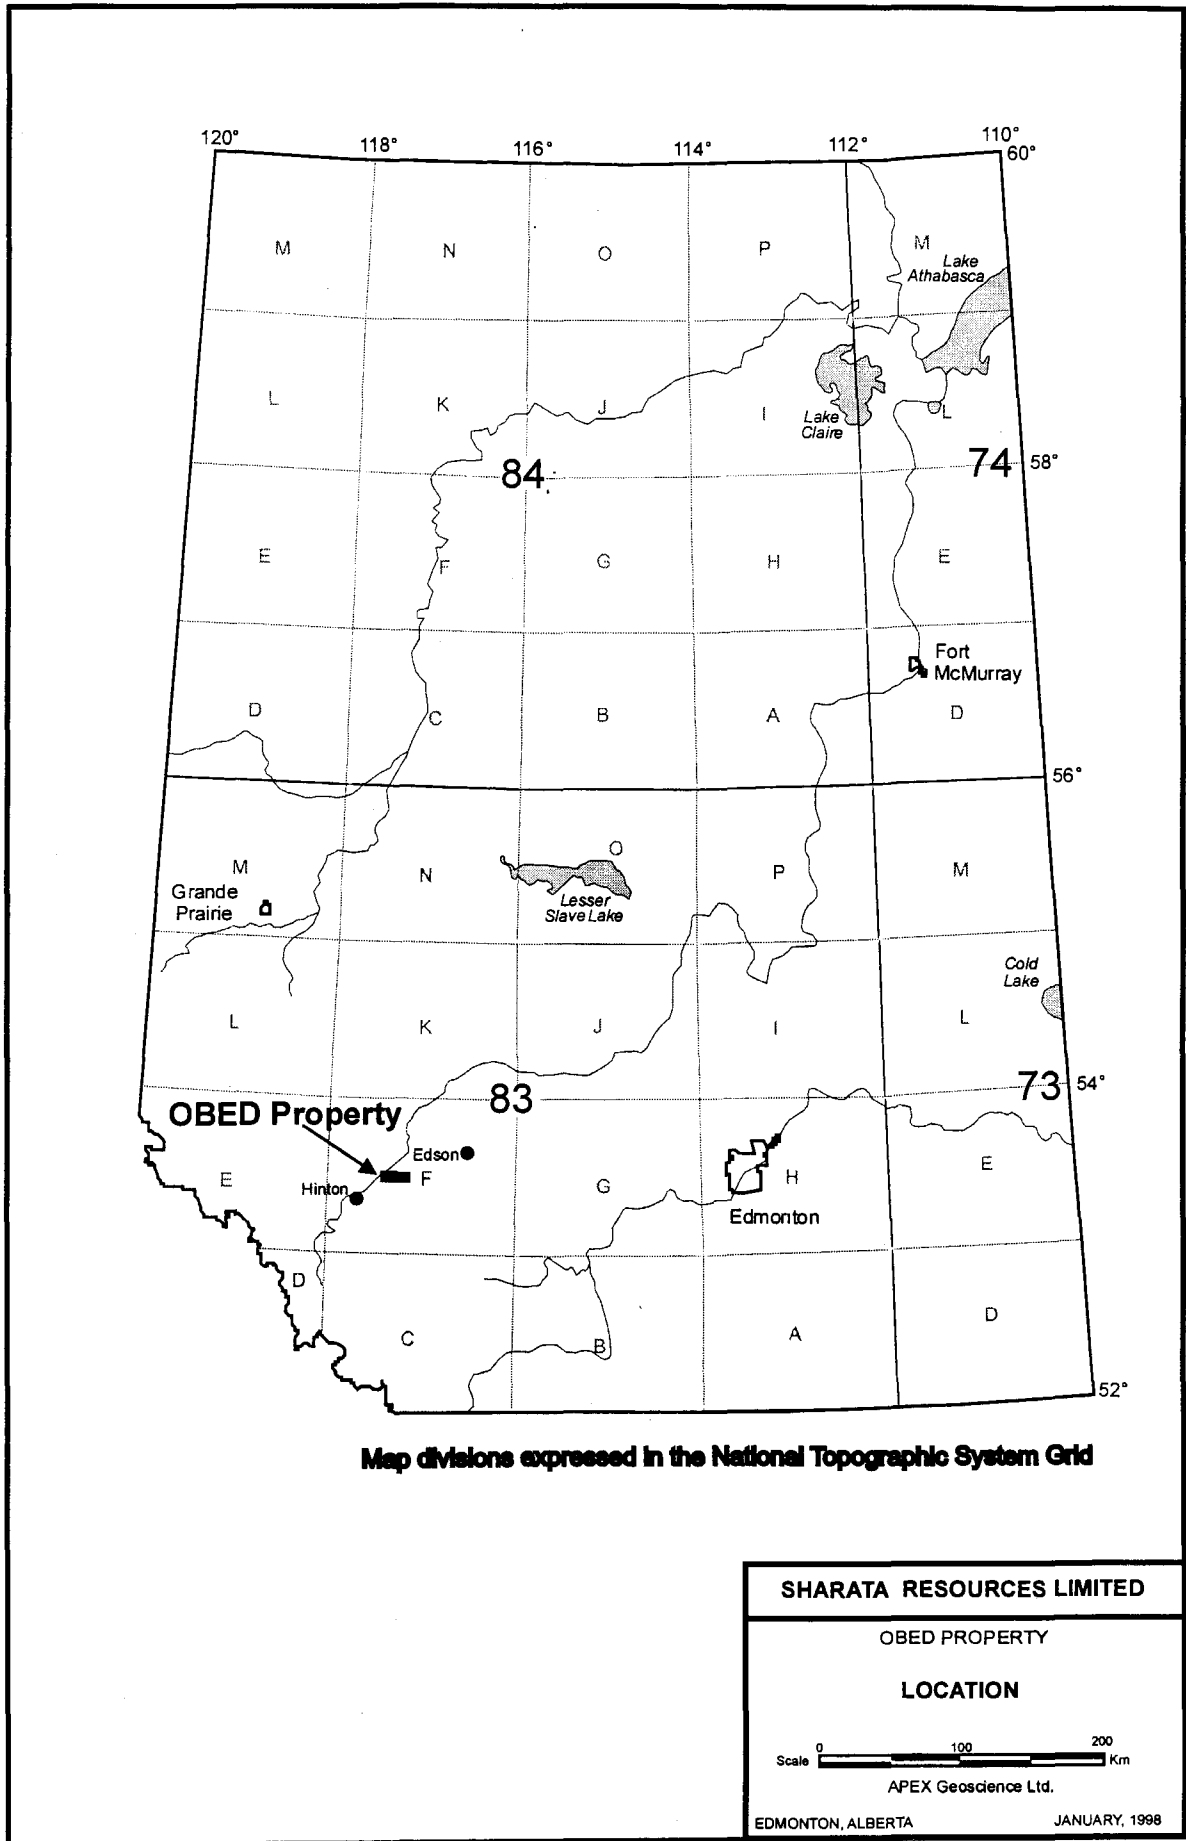 120°
118°
116°
114°
112°
110°
60°
M
N
O
P
M
Lake
Athabasca
L
K
J
I
Lake
Claire
L
84
74
58°
E
F
G
H
E
Fort
McMurray
D
C
B
A
D
56°
M
N
O
P
M
Grande
Prairie
Lesser
Slave Lake
Cold
Lake
L
K
J
I
L
83
73
54°
OBED Property
Edson
E
Hinton
F
G
H
E
Edmonton
D
C
B
A
D
52°
Map divisions expressed in the National Topographic System Grid
SHARATA RESOURCES LIMITED
OBED PROPERTY
LOCATION
0 100 200
Scale Km
APEX Geoscience Ltd.
EDMONTON, ALBERTA JANUARY, 1998